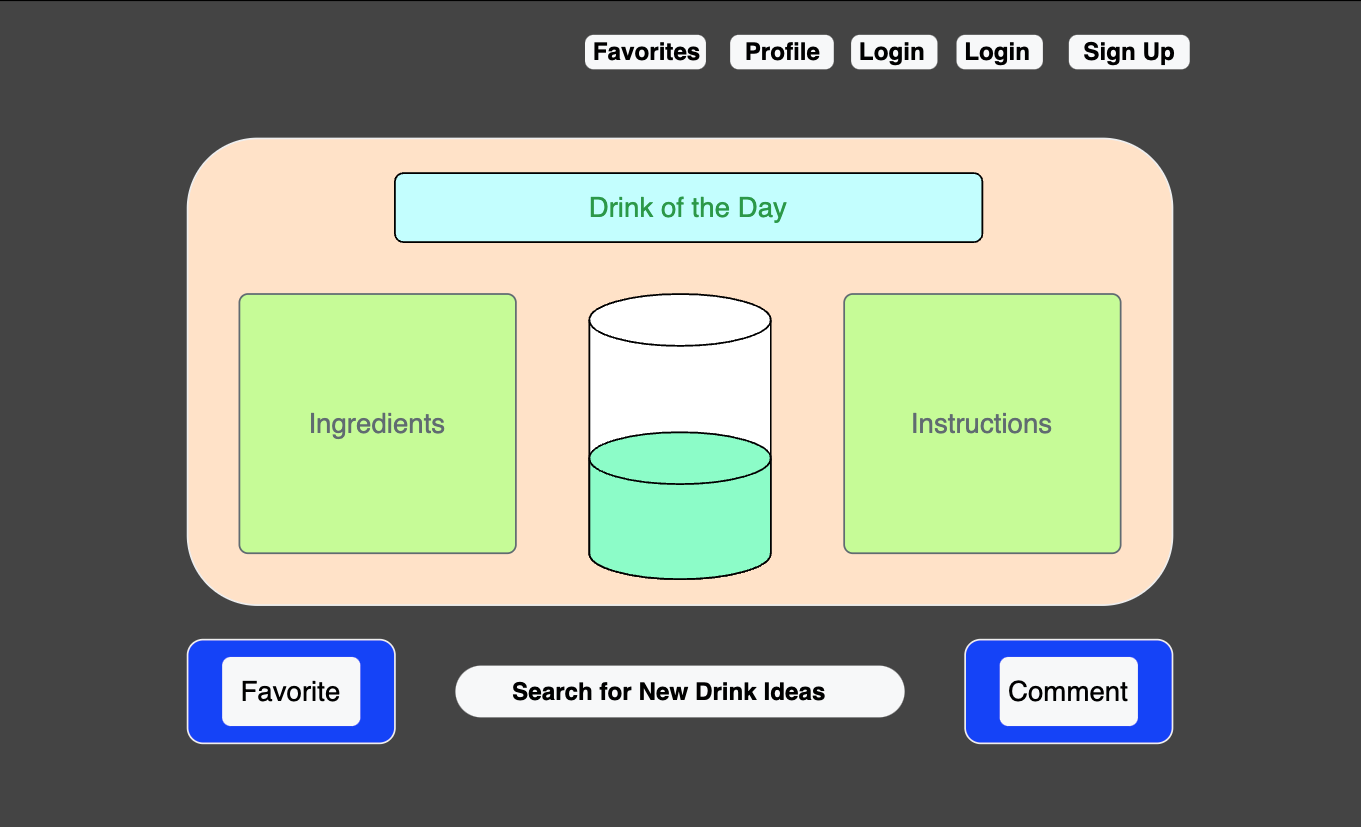 Favorites Profile Login Login Sign Up
Drink of the Day
Ingredients
Instructions
Favorite
Search for New Drink Ideas
Comment